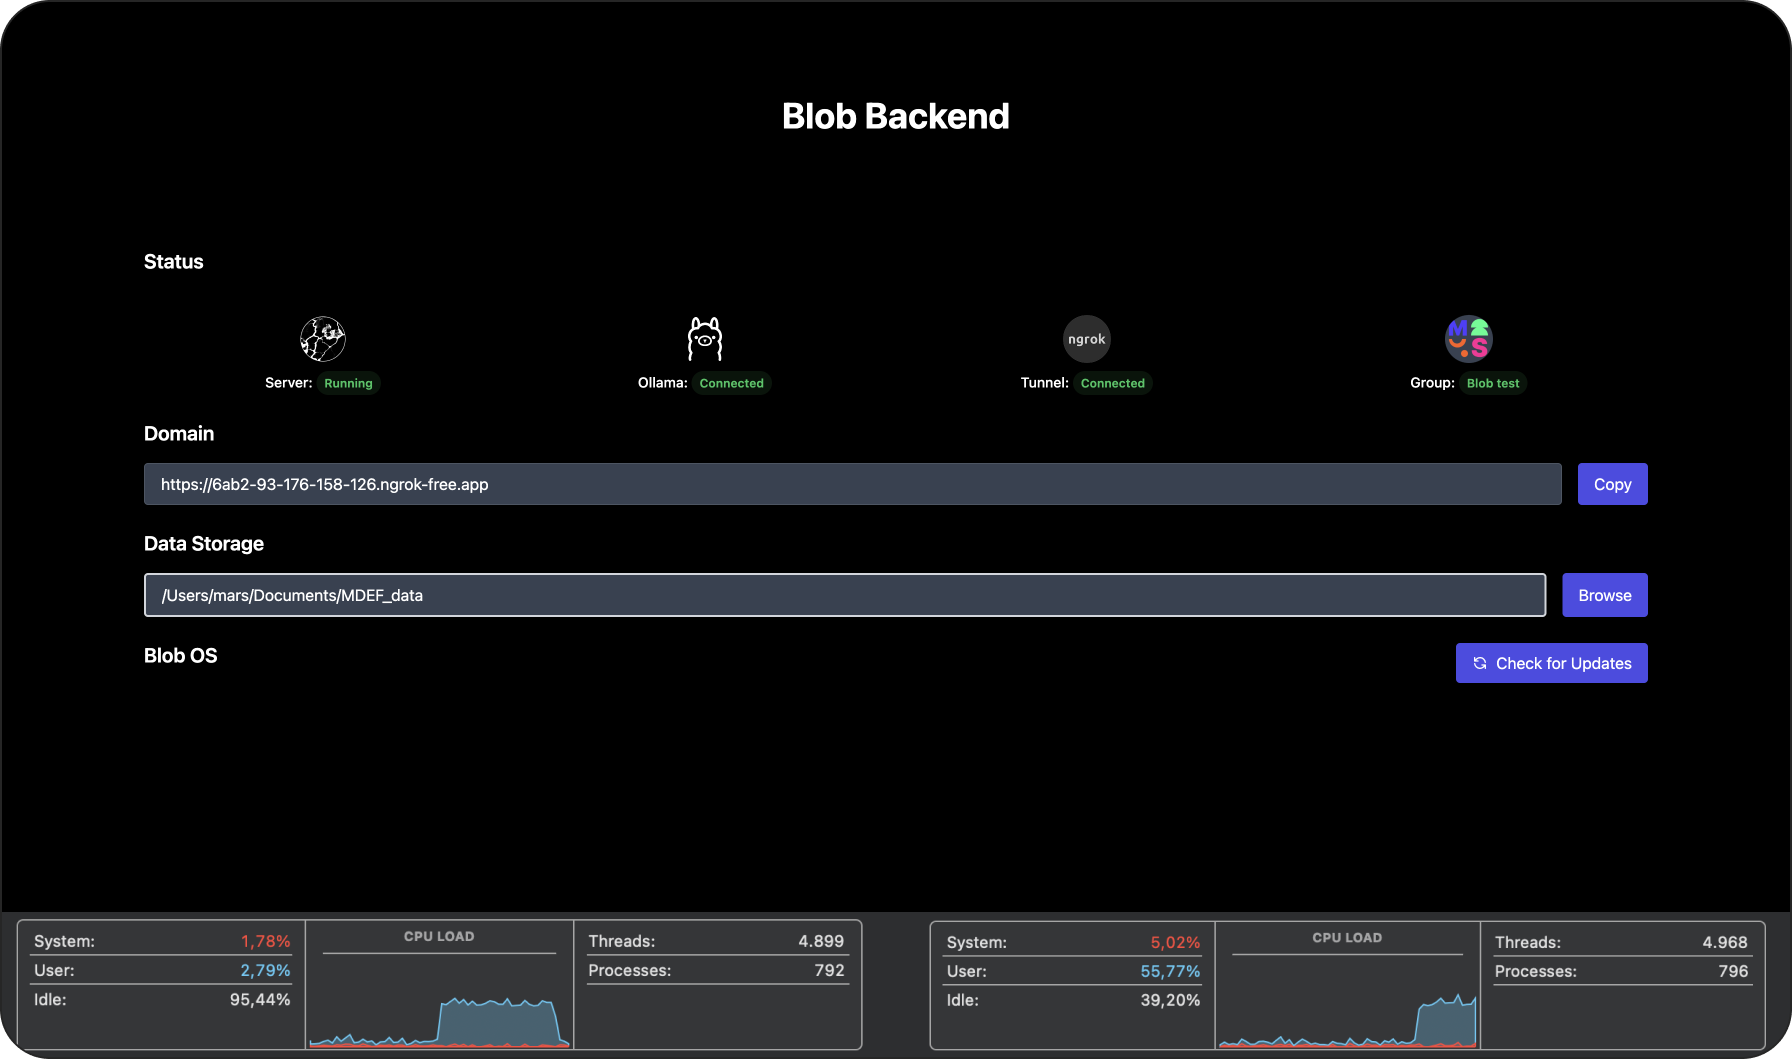 Blob Backend
Status
ngrok
M S
Server: Running
Ollama: Connected
Tunnel: Connected
Group: Blob test
Domain
https://6ab2-93-176-158-126.ngrok-free.app
Copy
Data Storage
/Users/mars/Documents/MDEF_data
Browse
Blob OS
Check for Updates
System: 1,78%
User: 2,79%
Idle: 95,44%
CPU LOAD
Threads: 4.899
Processes: 792
System: 5,02%
User: 55,77%
Idle: 39,20%
CPU LOAD
Threads: 4.968
Processes: 796